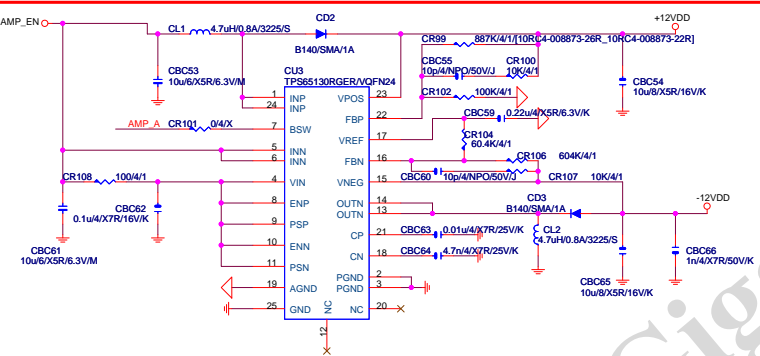 AMP_EN
CL1
4.7uH/0.8A/3225/S
CD2
B140/SMA/1A
+12VDD
CR99
887K/4/1/[10RC4-008873-26R_10RC4-008873-22R]
CBC53
10u/6/X5R/6.3V/M
CU3
TPS65130RGER/VQFN24
CBC55
10p/4/NPO/50V/J
CR100
10K/4/1
CBC54
10u/8/X5R/16V/K
CR102
100K/4/1
CBC59
0.22u/4/X5R/6.3V/K
AMP_A
CR101
0/4/X
CR104
60.4K/4/1
CR106
604K/4/1
CR108
100/4/1
CBC60
10p/4/NPO/50V/J
CR107
10K/4/1
CBC62
0.1u/4/X7R/16V/K
CBC61
10u/6/X5R/6.3V/M
CD3
B140/SMA/1A
-12VDD
CBC63
0.01u/4/X7R/25V/K
CL2
4.7uH/0.8A/3225/S
CBC64
4.7n/4/X7R/25V/K
CBC65
10u/8/X5R/16V/K
CBC66
1n/4/X7R/50V/K
1 INP
24 INP
7 BSW
5 INN
6 INN
4 VIN
8 ENP
9 PSP
10 ENN
11 PSN
19 AGND
25 GND
VPOS 23
FBP 22
VREF 17
FBN 16
VNEG 15
OUTN 14
OUTN 13
CP 21
CN 18
PGND 2
PGND 3
NC 20
NC
12
Gig